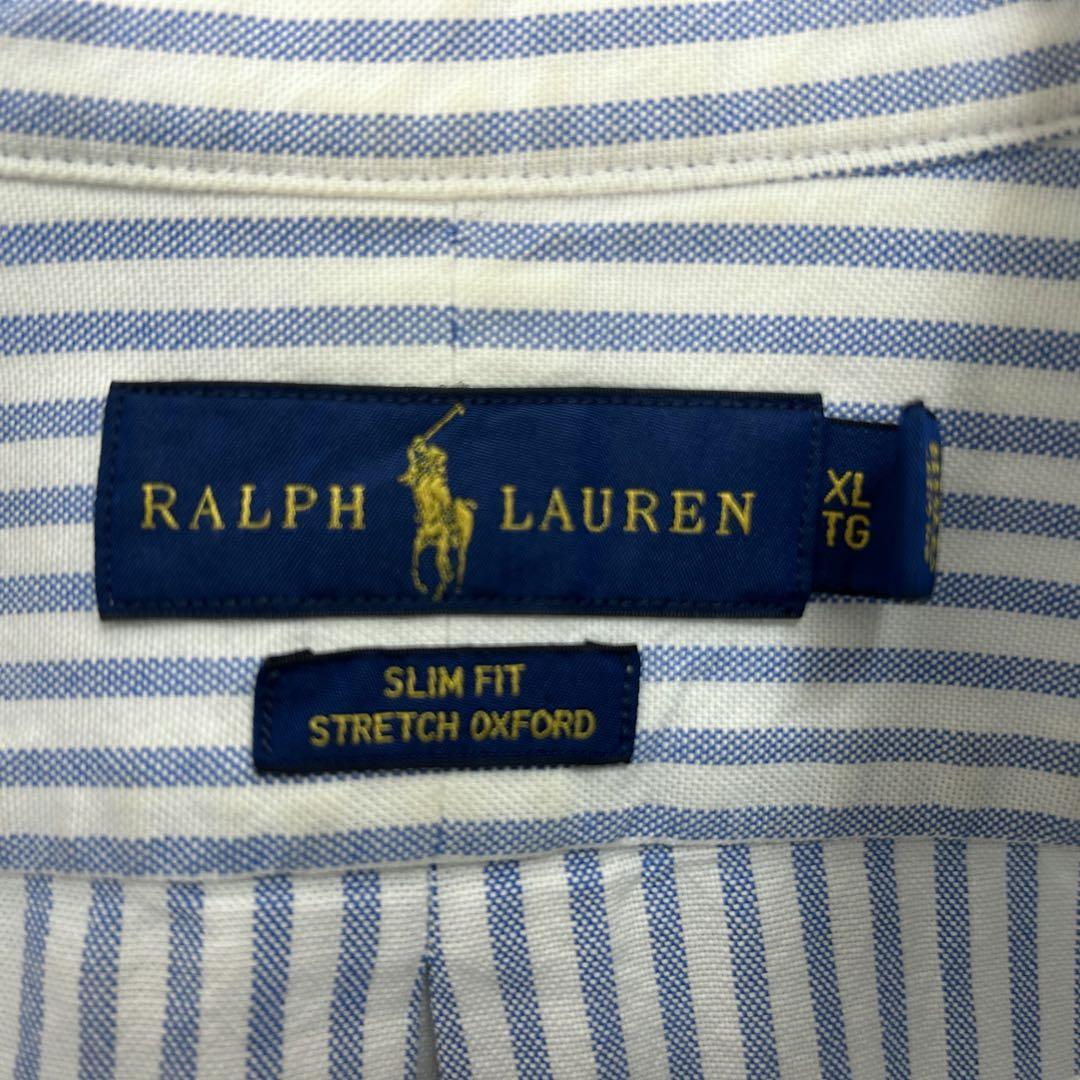 RALPH LAUREN
XL
TG
SLIM FIT
STRETCH OXFORD